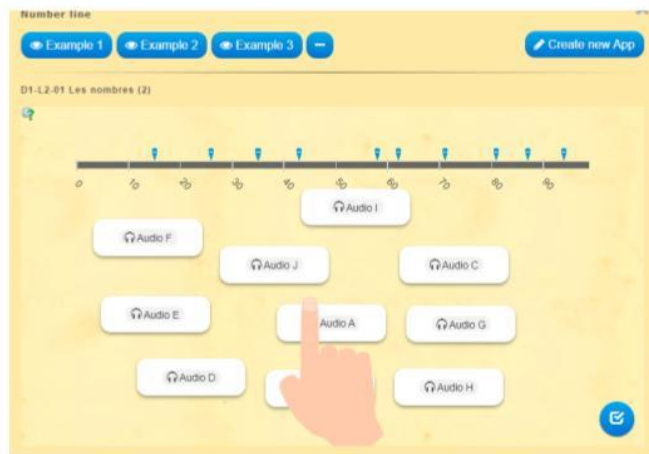 Number line
Example 1 Example 2 Example 3 Create new App
D1-L2-01 Les nombres (2)
0 10 20 30 40 50 60 70 80 90
Audio I
Audio F
Audio J Audio C
Audio E Audio A Audio G
Audio D Audio H